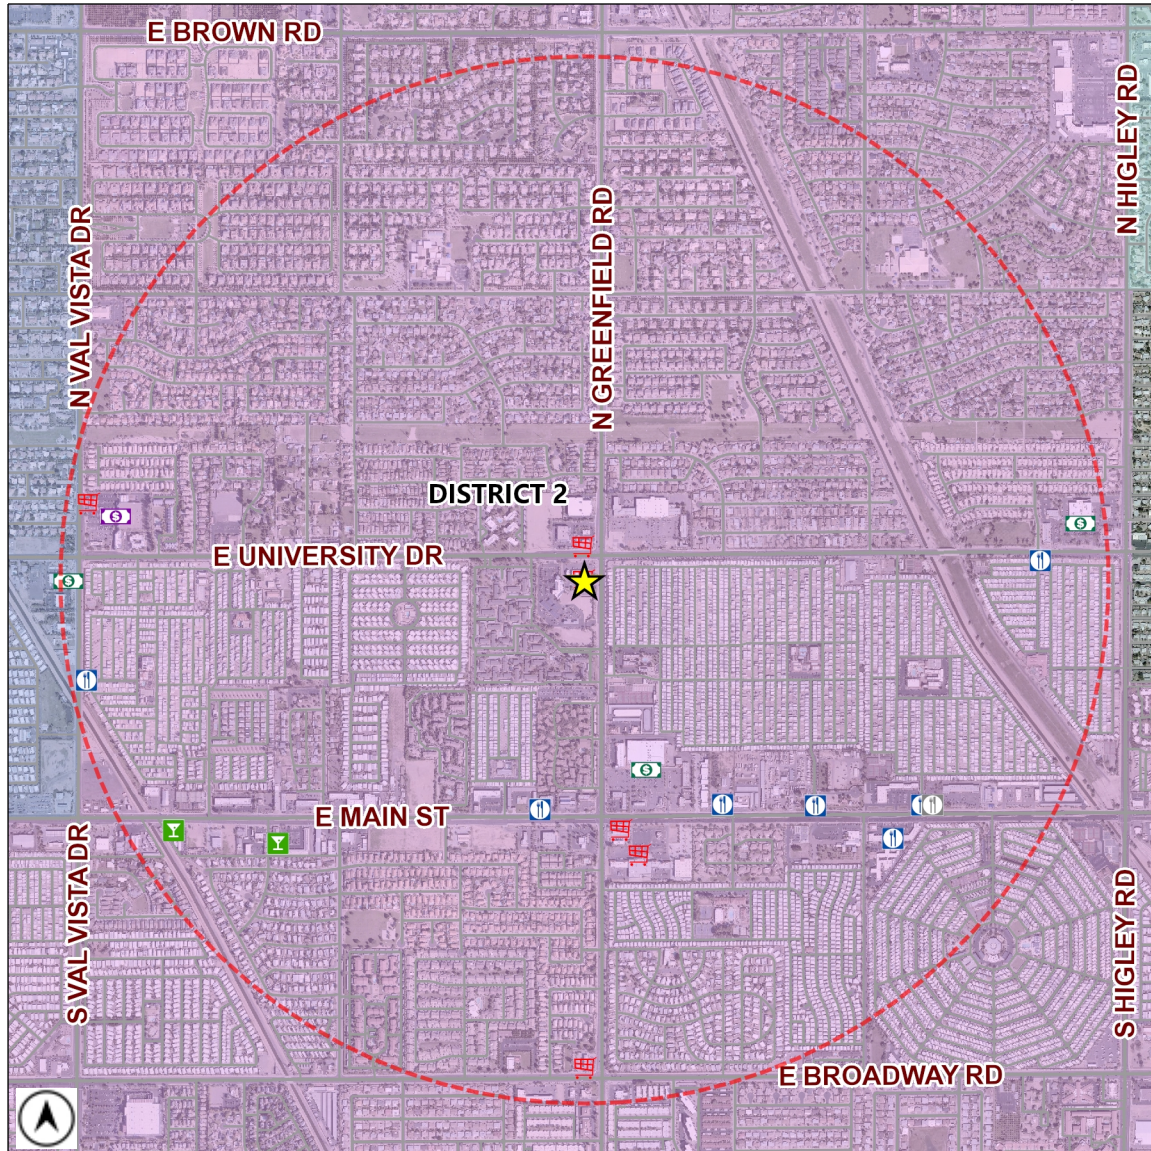 E BROWN RD
N HIGLEY RD
N VAL VISTA DR
N GREENFIELD RD
DISTRICT 2
$
$
E UNIVERSITY DR
$
$
E MAIN ST
S VAL VISTA DR
S HIGLEY RD
E BROADWAY RD